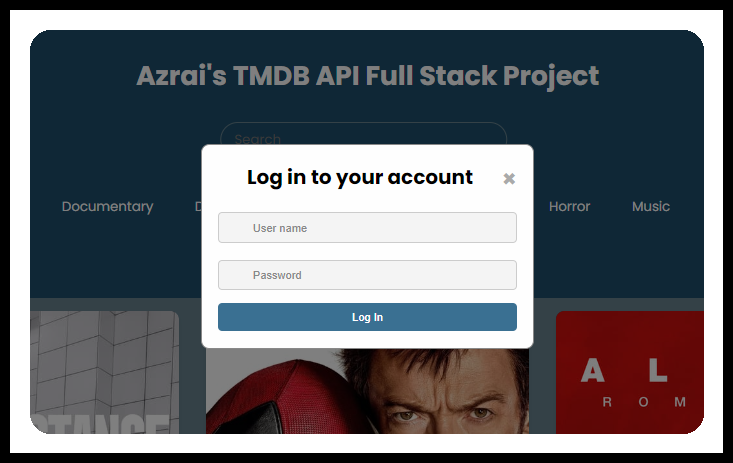 Azrai's TMDB API Full Stack Project
Search
Log in to your account ✖
Documentary D Horror Music
User name
Password
Log In
A L
R O M
STANCE